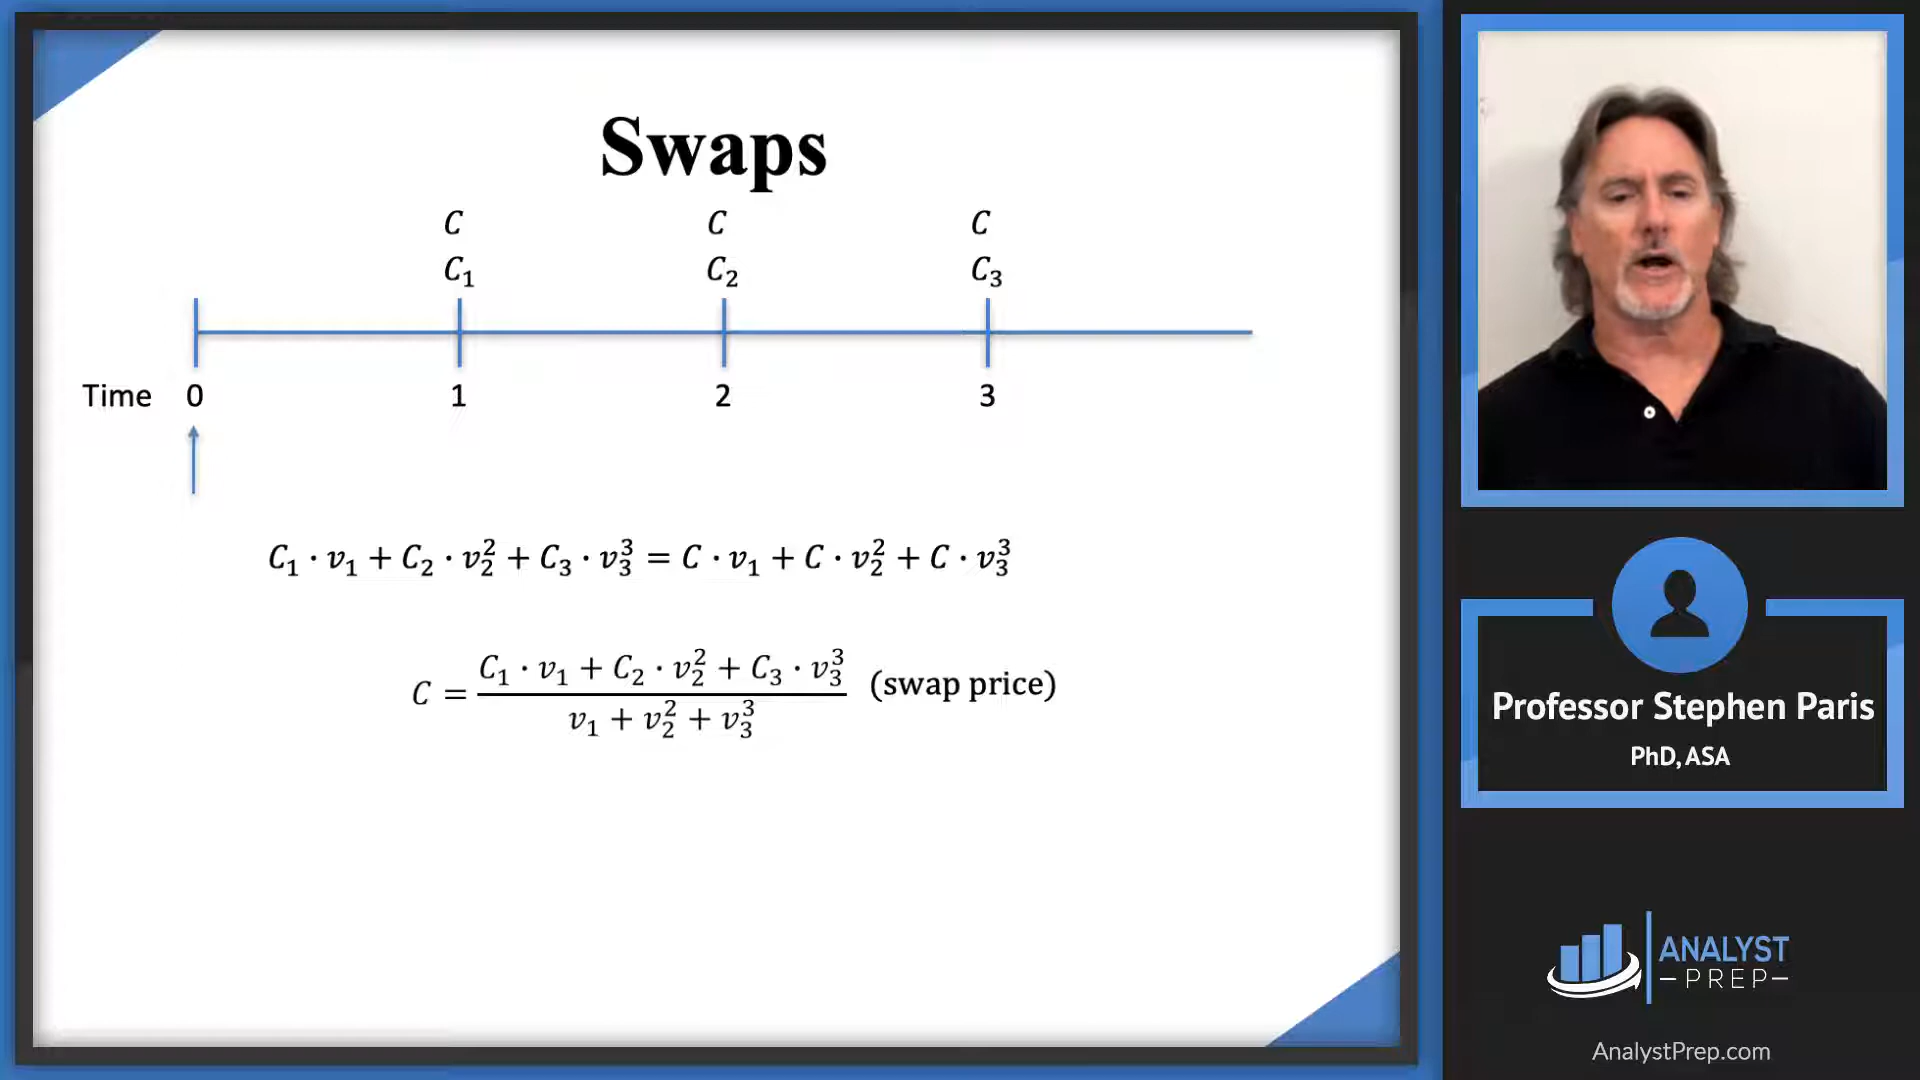 Swaps
C C C
C₁ C₂ C₃
Time 0 1 2 3
C₁ · v₁ + C₂ · v₂² + C₃ · v₃³ = C · v₁ + C · v₂² + C · v₃³
C = (C₁ · v₁ + C₂ · v₂² + C₃ · v₃³) / (v₁ + v₂² + v₃³) (swap price)
Professor Stephen Paris
PhD, ASA
ANALYST
PREP
AnalystPrep.com